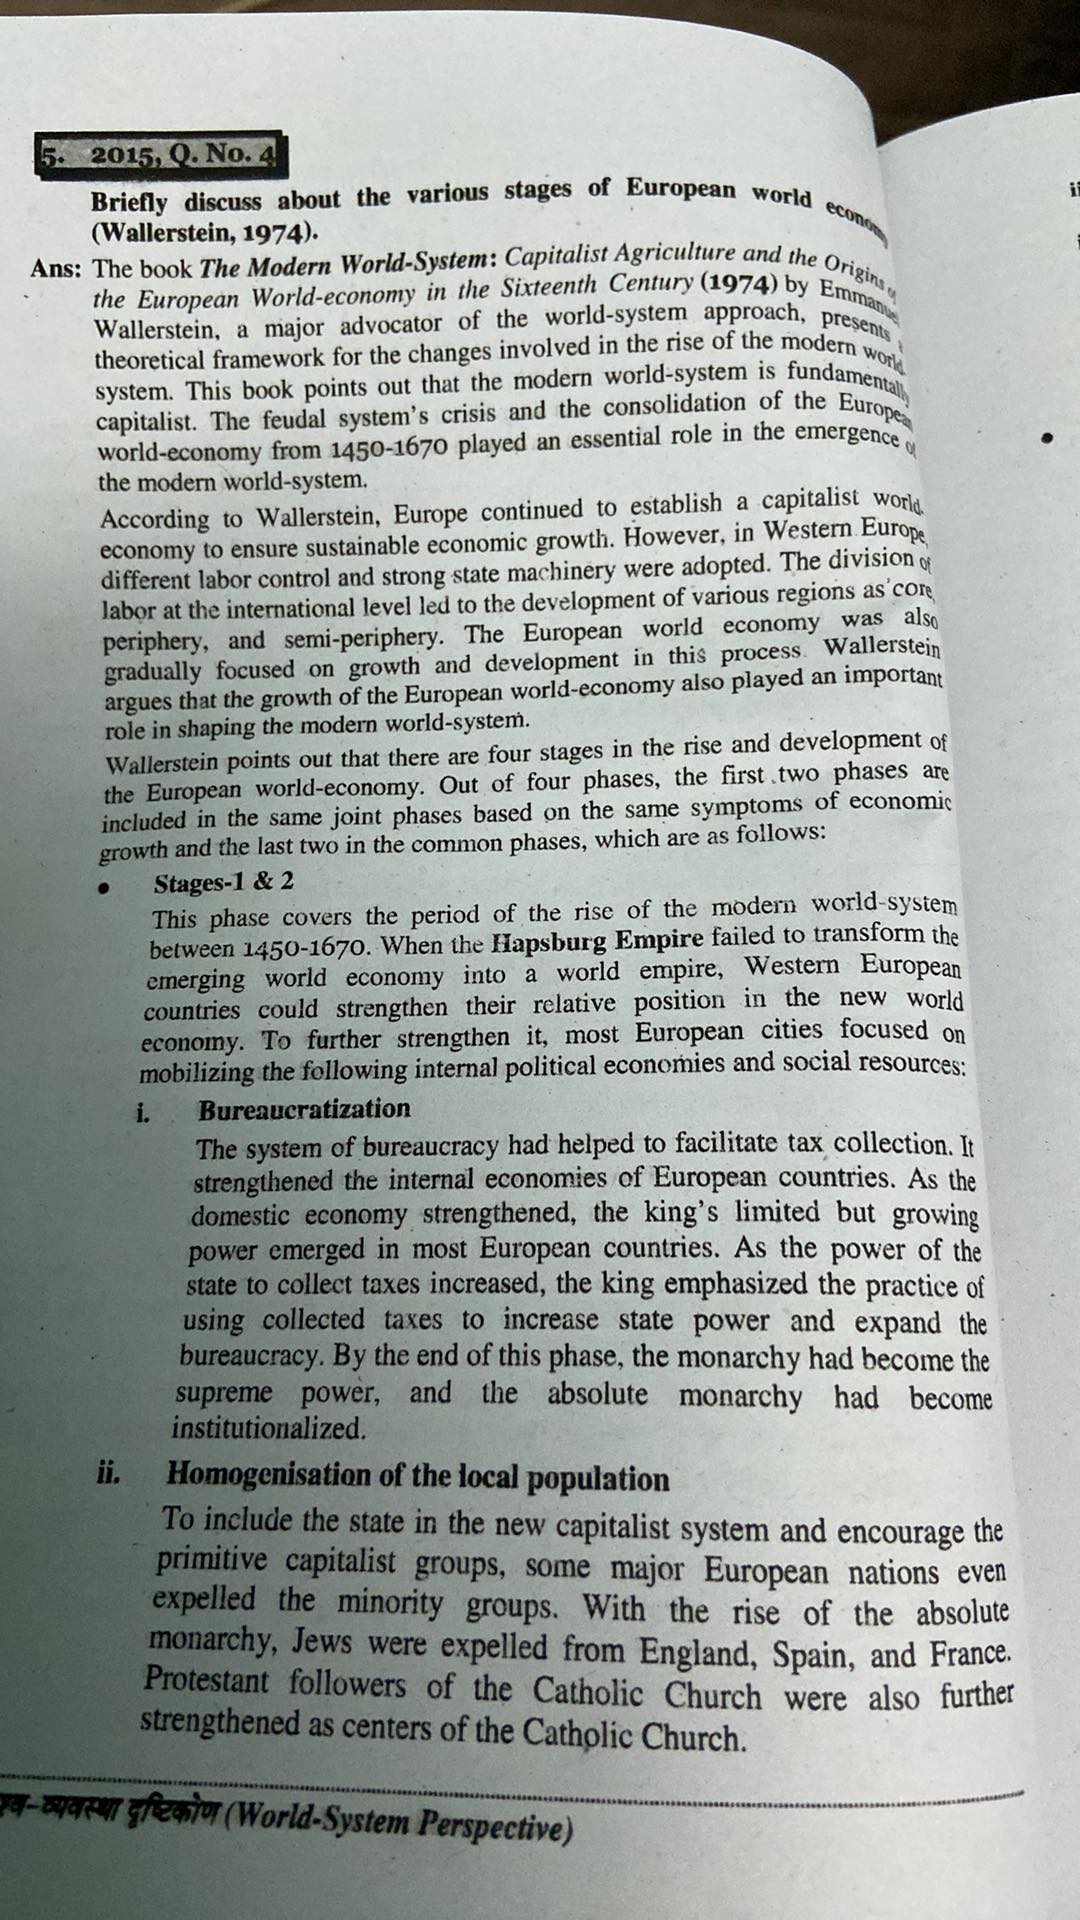 5. 2015, Q. No. 4
Briefly discuss about the various stages of European world economy
(Wallerstein, 1974).
Ans: The book The Modern World-System: Capitalist Agriculture and the Origins of
the European World-economy in the Sixteenth Century (1974) by Emmanuel
Wallerstein, a major advocator of the world-system approach, presents a
theoretical framework for the changes involved in the rise of the modern world
system. This book points out that the modern world-system is fundamentally
capitalist. The feudal system's crisis and the consolidation of the European
world-economy from 1450-1670 played an essential role in the emergence of
the modern world-system.
According to Wallerstein, Europe continued to establish a capitalist world
economy to ensure sustainable economic growth. However, in Western Europe,
different labor control and strong state machinery were adopted. The division of
labor at the international level led to the development of various regions as core,
periphery, and semi-periphery. The European world economy was also
gradually focused on growth and development in this process. Wallerstein
argues that the growth of the European world-economy also played an important
role in shaping the modern world-system.
Wallerstein points out that there are four stages in the rise and development of
the European world-economy. Out of four phases, the first two phases are
included in the same joint phases based on the same symptoms of economic
growth and the last two in the common phases, which are as follows:
• Stages-1 & 2
This phase covers the period of the rise of the modern world-system
between 1450-1670. When the Hapsburg Empire failed to transform the
emerging world economy into a world empire, Western European
countries could strengthen their relative position in the new world
economy. To further strengthen it, most European cities focused on
mobilizing the following internal political economies and social resources:
i. Bureaucratization
The system of bureaucracy had helped to facilitate tax collection. It
strengthened the internal economies of European countries. As the
domestic economy strengthened, the king's limited but growing
power emerged in most European countries. As the power of the
state to collect taxes increased, the king emphasized the practice of
using collected taxes to increase state power and expand the
bureaucracy. By the end of this phase, the monarchy had become the
supreme power, and the absolute monarchy had become
institutionalized.
ii. Homogenisation of the local population
To include the state in the new capitalist system and encourage the
primitive capitalist groups, some major European nations even
expelled the minority groups. With the rise of the absolute
monarchy, Jews were expelled from England, Spain, and France.
Protestant followers of the Catholic Church were also further
strengthened as centers of the Catholic Church.
व्यवस्था दृष्टिकोण (World-System Perspective)